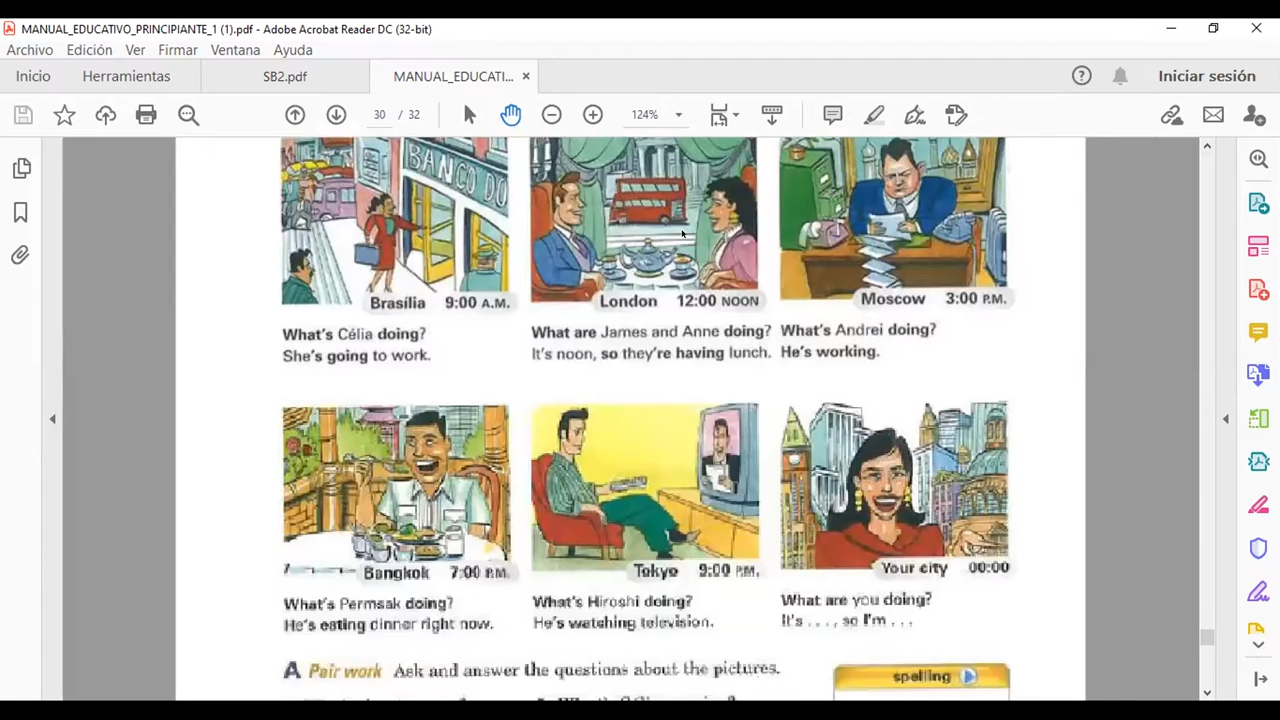 MANUAL_EDUCATIVO_PRINCIPIANTE_1 (1).pdf - Adobe Acrobat Reader DC (32-bit)
Archivo Edición Ver Firmar Ventana Ayuda
Inicio Herramientas SB2.pdf MANUAL_EDUCATI... × Iniciar sesión
30 / 32 124%
BANCO DO
Brasília 9:00 A.M.
London 12:00 NOON
Moscow 3:00 P.M.
What's Célia doing?
She's going to work.
What are James and Anne doing?
It's noon, so they're having lunch.
What's Andrei doing?
He's working.
Bangkok 7:00 P.M.
Tokyo 9:00 P.M.
Your city 00:00
What's Permsak doing?
He's eating dinner right now.
What's Hiroshi doing?
He's watching television.
What are you doing?
It's . . . , so I'm . . .
A Pair work Ask and answer the questions about the pictures.
spelling